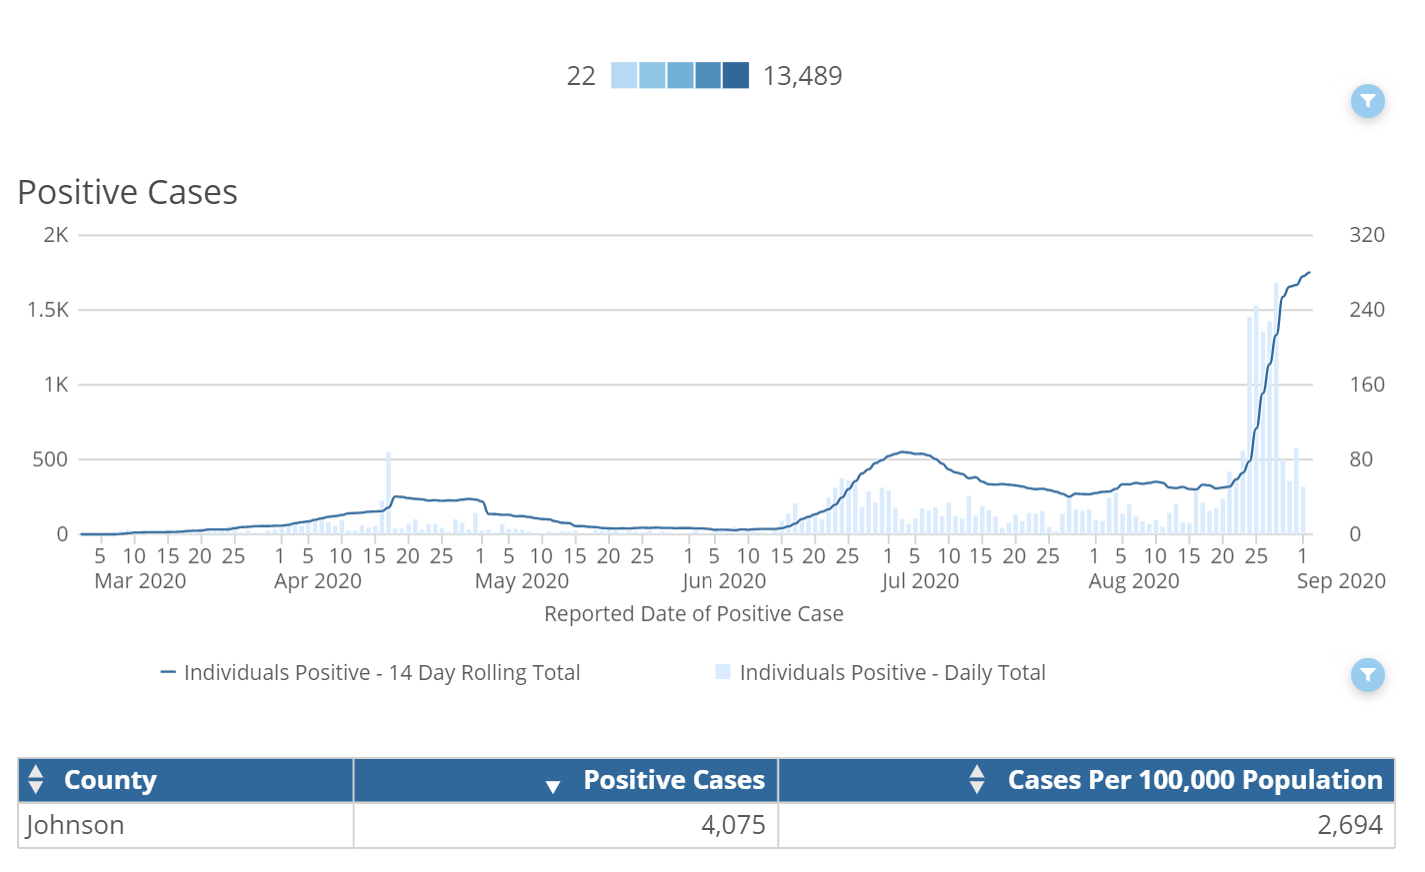 22 13,489
Positive Cases
2K 320
1.5K 240
1K 160
500 80
0 0
5 10 15 20 25 1 5 10 15 20 25 1 5 10 15 20 25 1 5 10 15 20 25 1 5 10 15 20 25 1 5 10 15 20 25 1
Mar 2020 Apr 2020 May 2020 Jun 2020 Jul 2020 Aug 2020 Sep 2020
Reported Date of Positive Case
Individuals Positive - 14 Day Rolling Total Individuals Positive - Daily Total
County Positive Cases Cases Per 100,000 Population
Johnson 4,075 2,694